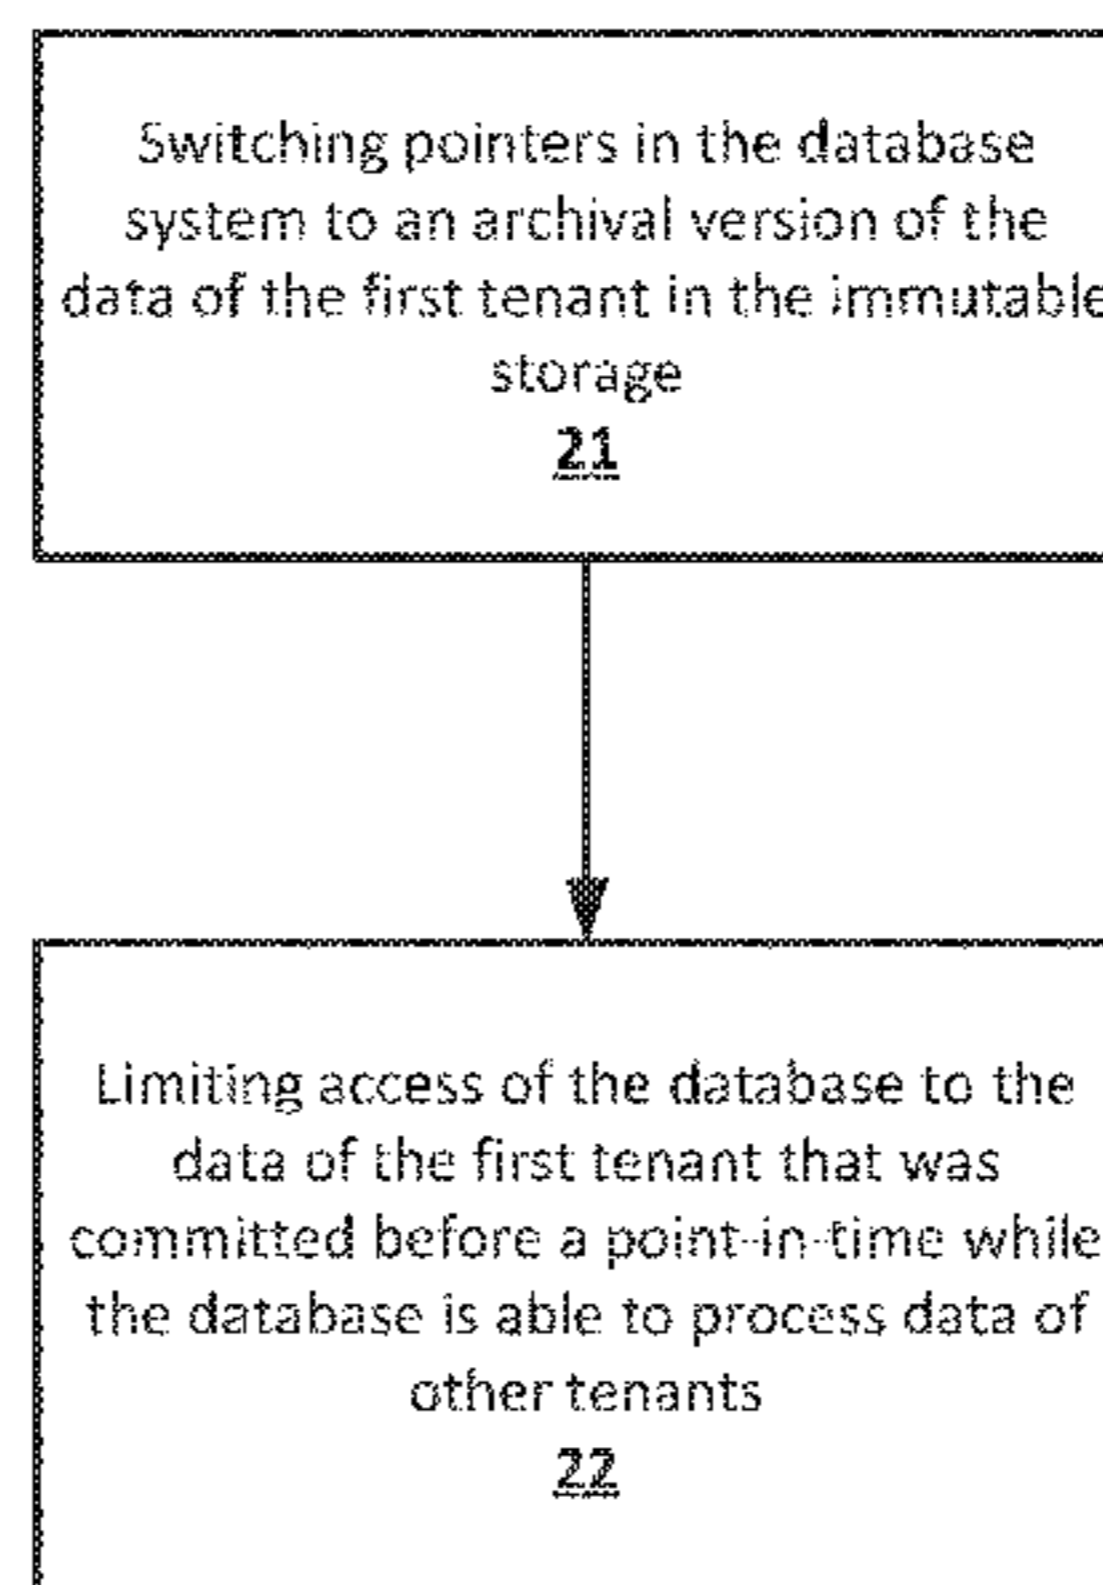 Switching pointers in the database
system to an archival version of the
data of the first tenant in the immutable
storage
21
Limiting access of the database to the
data of the first tenant that was
committed before a point-in-time while
the database is able to process data of
other tenants
22